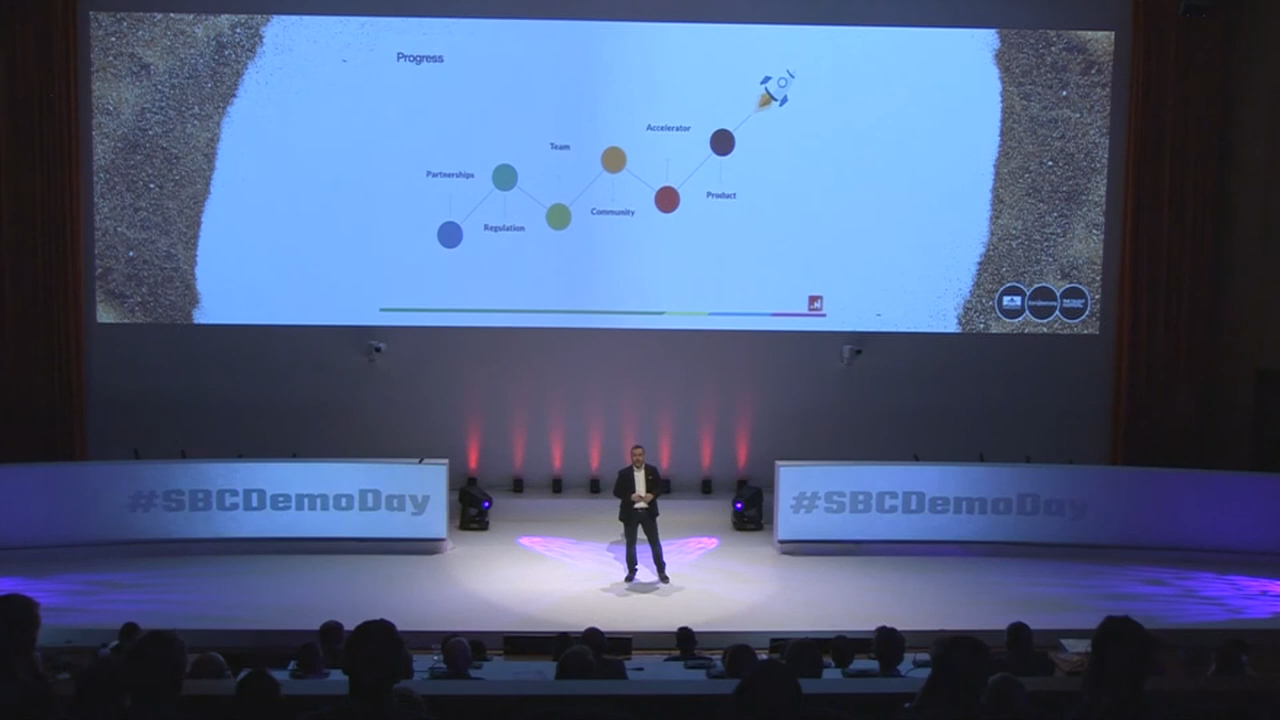 Progress
Accelerator
Team
Partnerships
Product
Community
Regulation
#SBCDemoDay
#SBCDemoDay